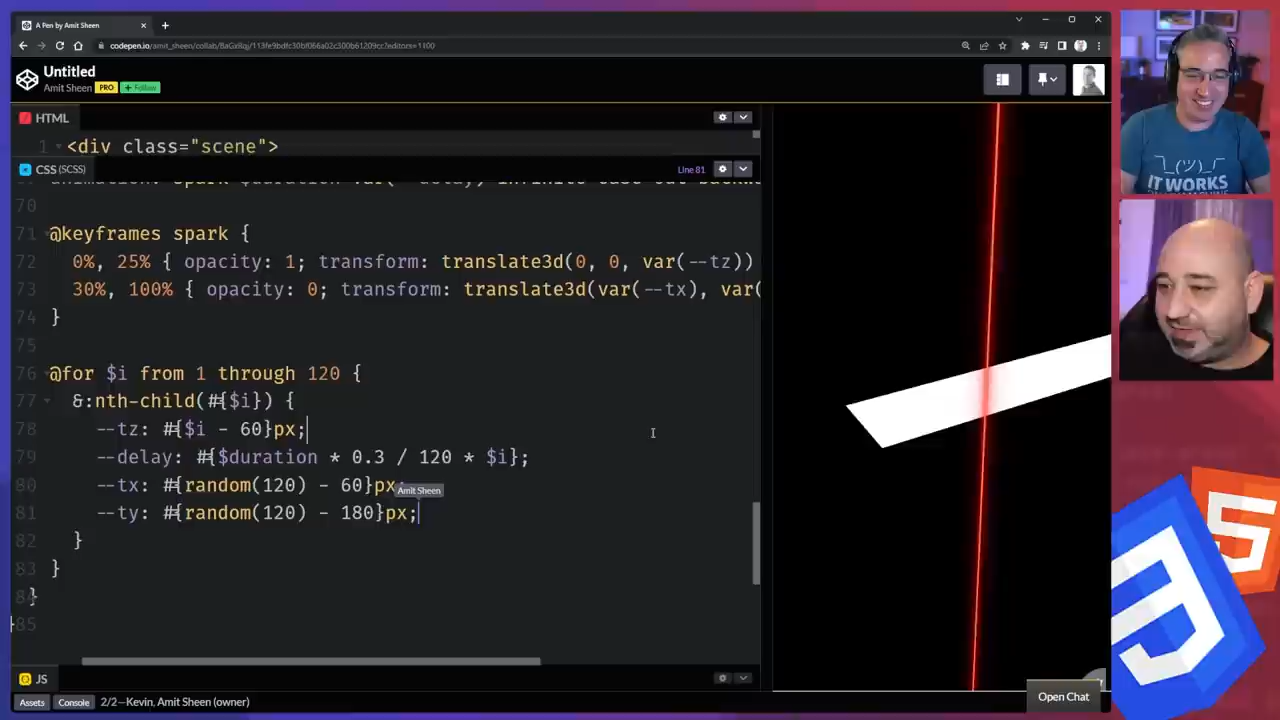 A Pen by Amit Sheen
codepen.io/amit_sheen/collab/BaGxilqj/113fe9bdfc30bf066a02c300b61209cc?editors=1100
Untitled
Amit Sheen PRO + Follow
HTML
1 <div class="scene">
CSS (SCSS)
Line 81
70
71 @keyframes spark {
72 0%, 25% { opacity: 1; transform: translate3d(0, 0, var(--tz))
73 30%, 100% { opacity: 0; transform: translate3d(var(--tx), var(
74 }
75
76 @for $i from 1 through 120 {
77 &:nth-child(#{$i}) {
78 --tz: #{$i - 60}px;
79 --delay: #{$duration * 0.3 / 120 * $i};
80 --tx: #{random(120) - 60}px;
Amit Sheen
81 --ty: #{random(120) - 180}px;
82 }
83 }
}
85
JS
Assets Console 2/2—Kevin, Amit Sheen (owner)
Open Chat
¯\_(ツ)_/¯
IT WORKS